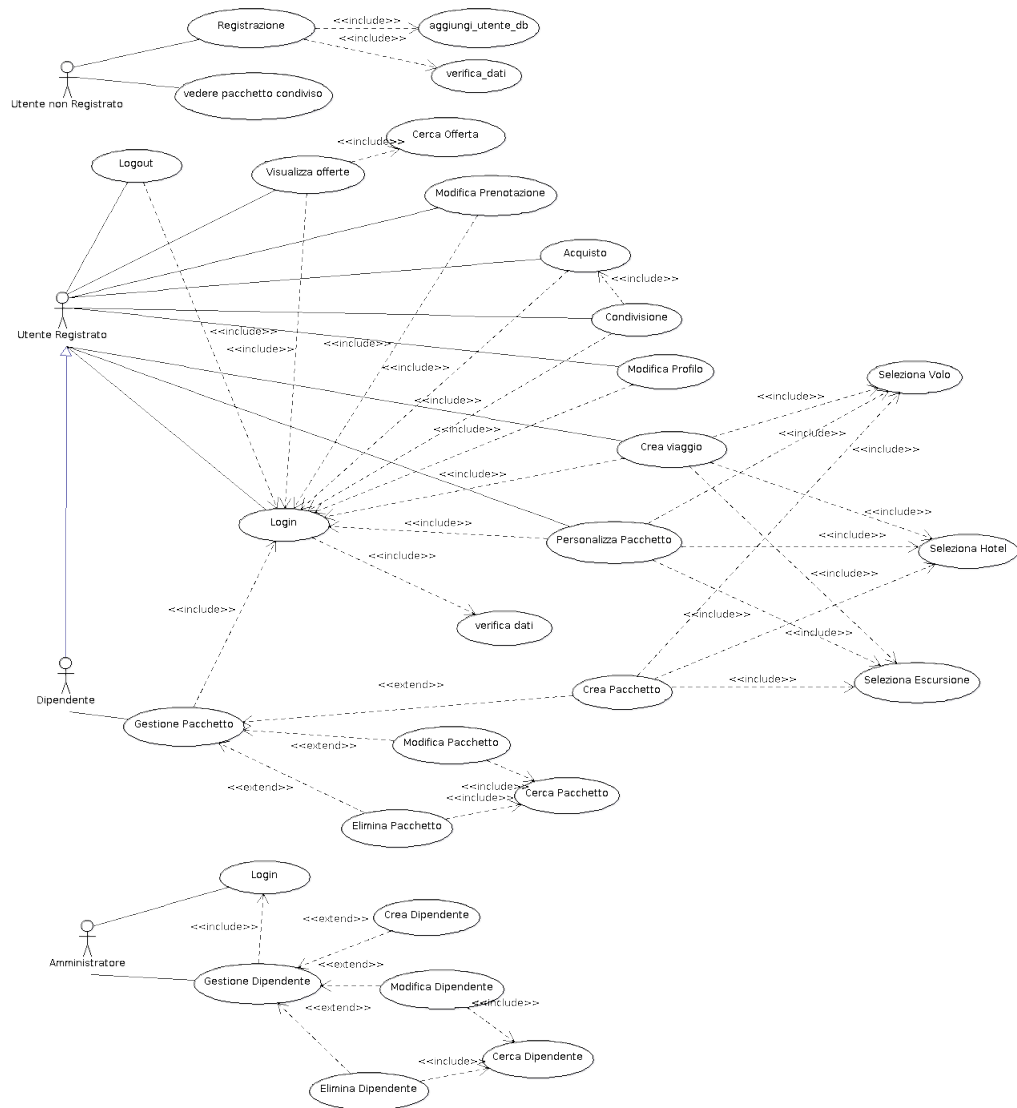 Registrazione
<<include>>
aggiungi_utente_db
<<include>>
verifica_dati
Utente non Registrato
vedere pacchetto condiviso
Cerca Offerta
<<include>>
Logout
Visualizza offerte
Modifica Prenotazione
Acquisto
<<include>>
Condivisione
Utente Registrato
<<include>>
<<include>>
<<include>>
Modifica Profilo
Seleziona Volo
<<include>>
<<include>>
<<include>>
<<include>>
Crea viaggio
<<include>>
<<include>>
<<include>>
<<include>>
Login
<<include>>
Personalizza Pacchetto
<<include>>
Seleziona Hotel
<<include>>
<<include>>
<<include>>
<<include>>
verifica dati
<<include>>
Dipendente
<<extend>>
Crea Pacchetto
<<include>>
Seleziona Escursione
Gestione Pacchetto
<<extend>>
Modifica Pacchetto
<<extend>>
<<include>>
<<include>>
Cerca Pacchetto
Elimina Pacchetto
Login
<<include>>
<<extend>>
Crea Dipendente
Amministratore
<<extend>>
Gestione Dipendente
Modifica Dipendente
<<extend>>
<<include>>
<<include>>
Cerca Dipendente
Elimina Dipendente